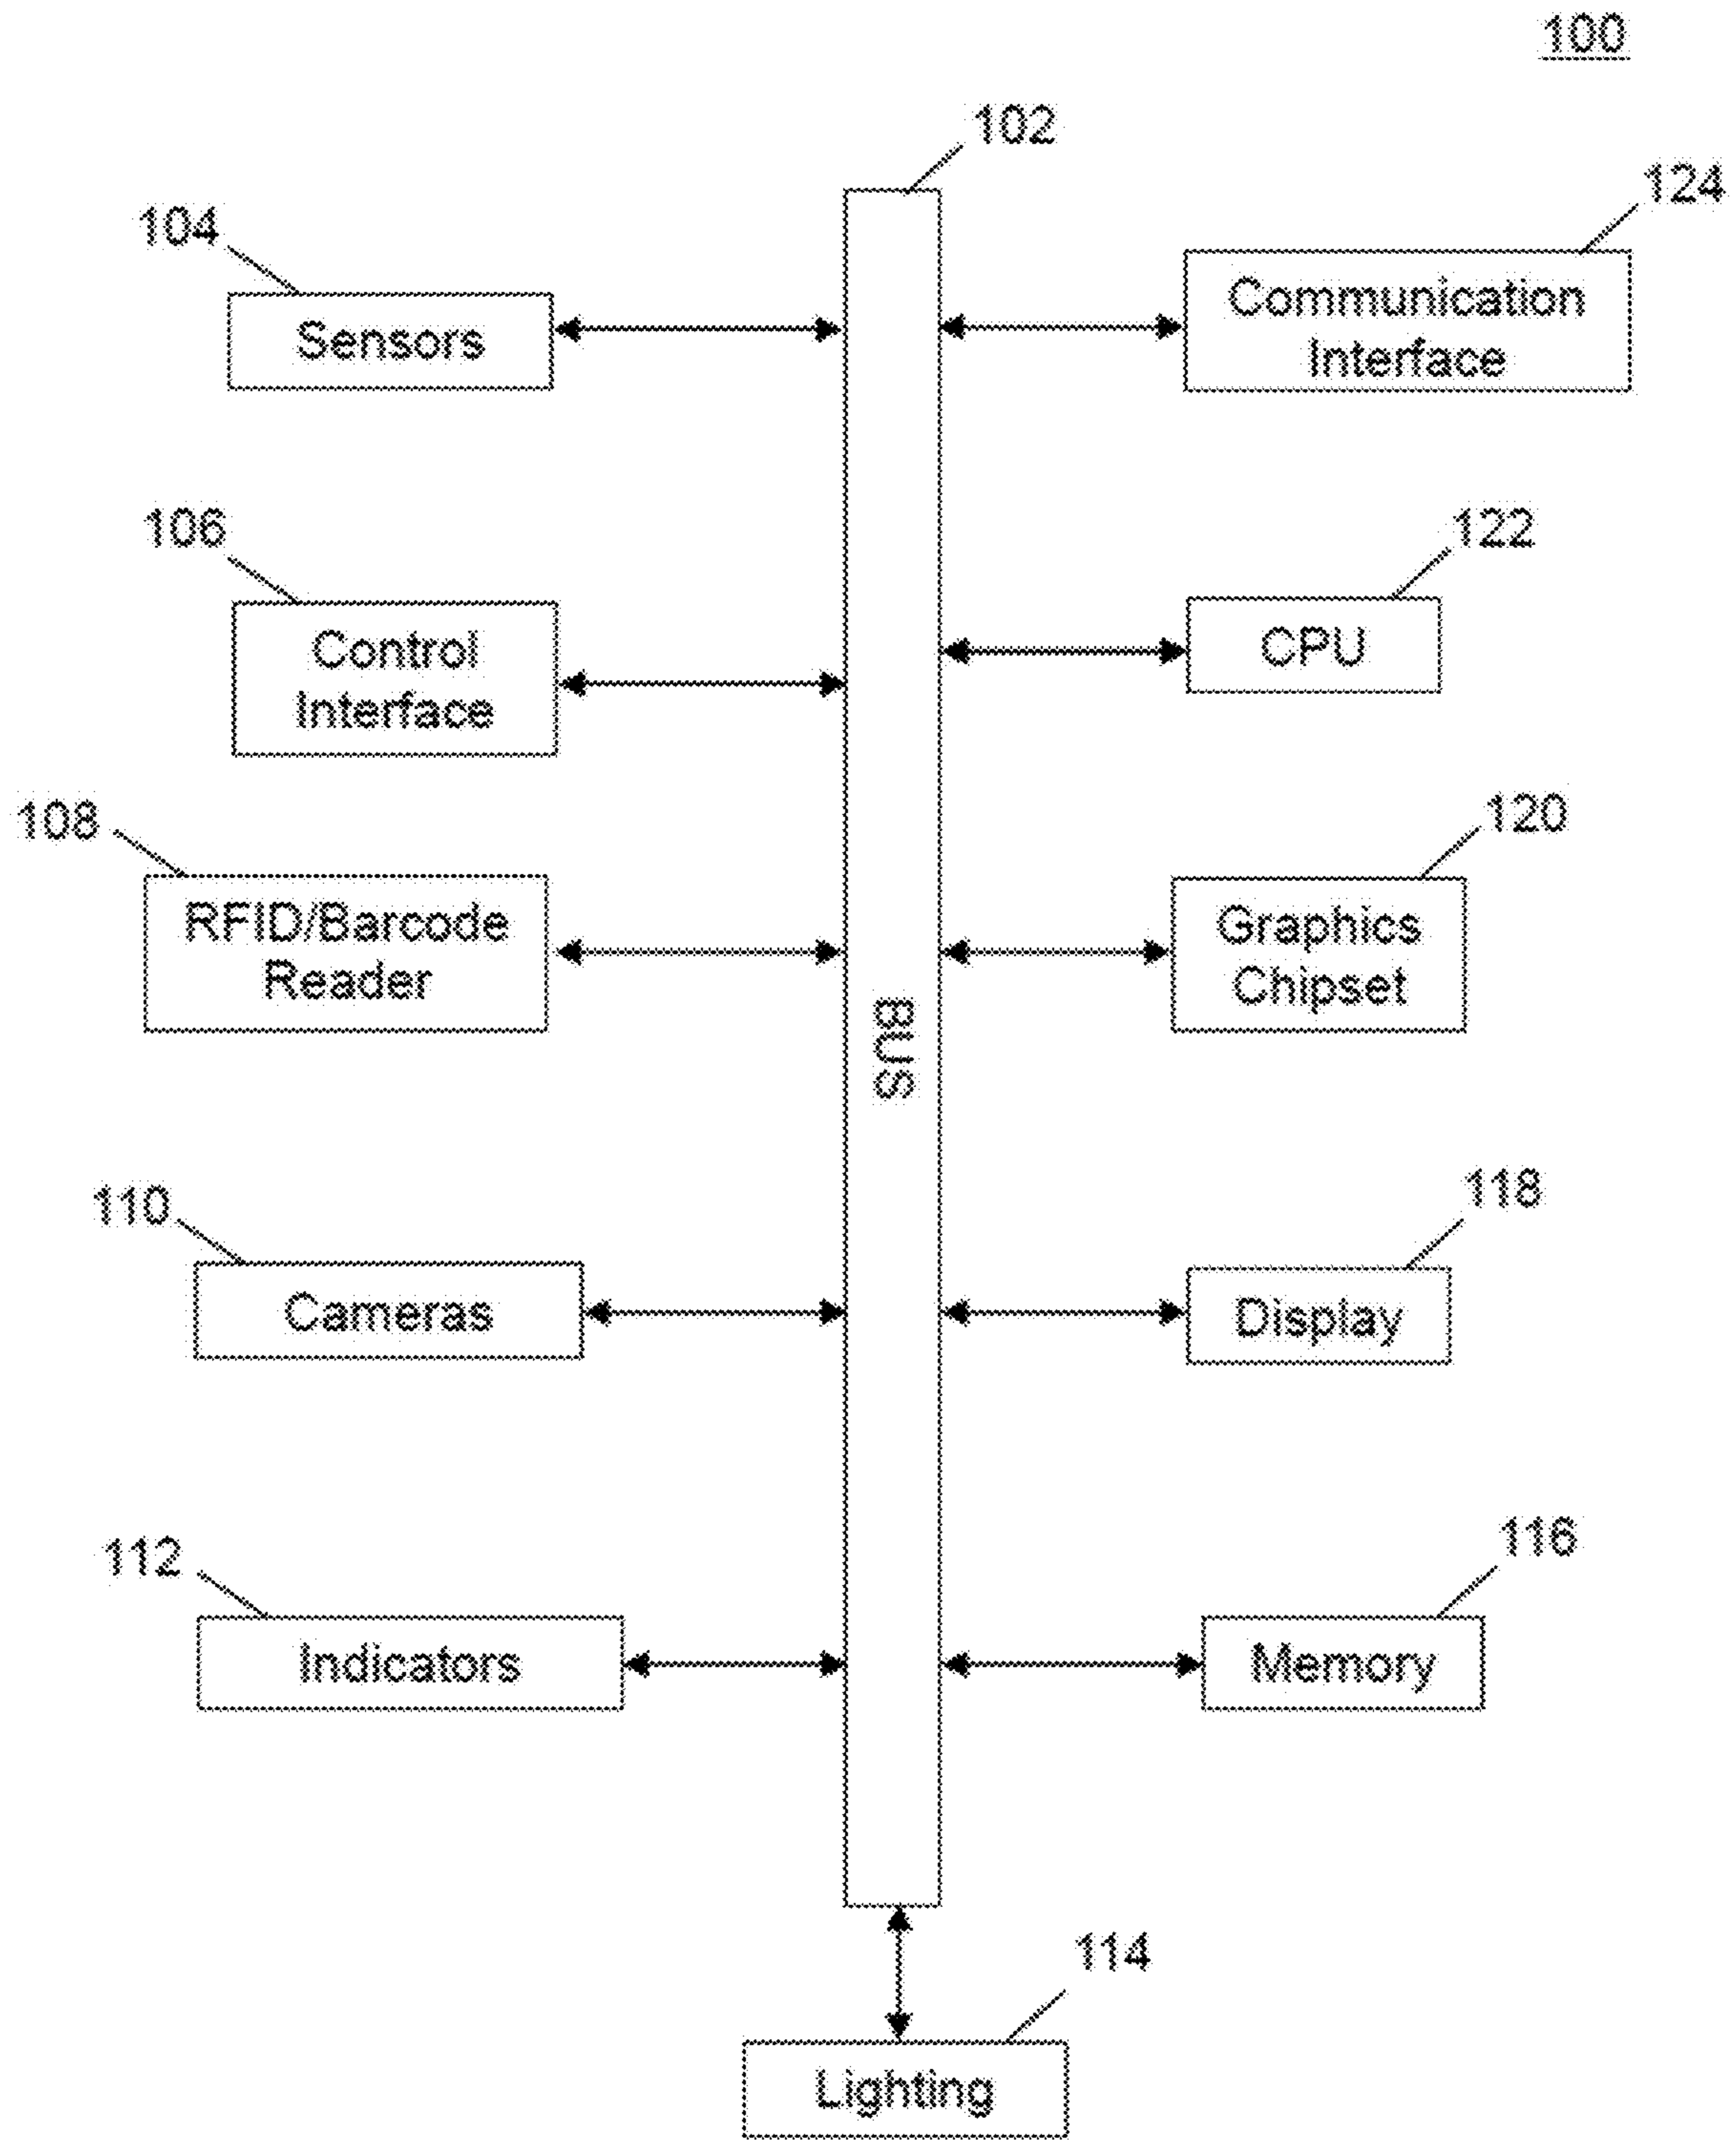 100
102
124
104
Communication
Interface
Sensors
106
122
Control
Interface
CPU
108
120
RFID/Barcode
Reader
Graphics
Chipset
BUS
110
118
Cameras
Display
112
116
Indicators
Memory
114
Lighting